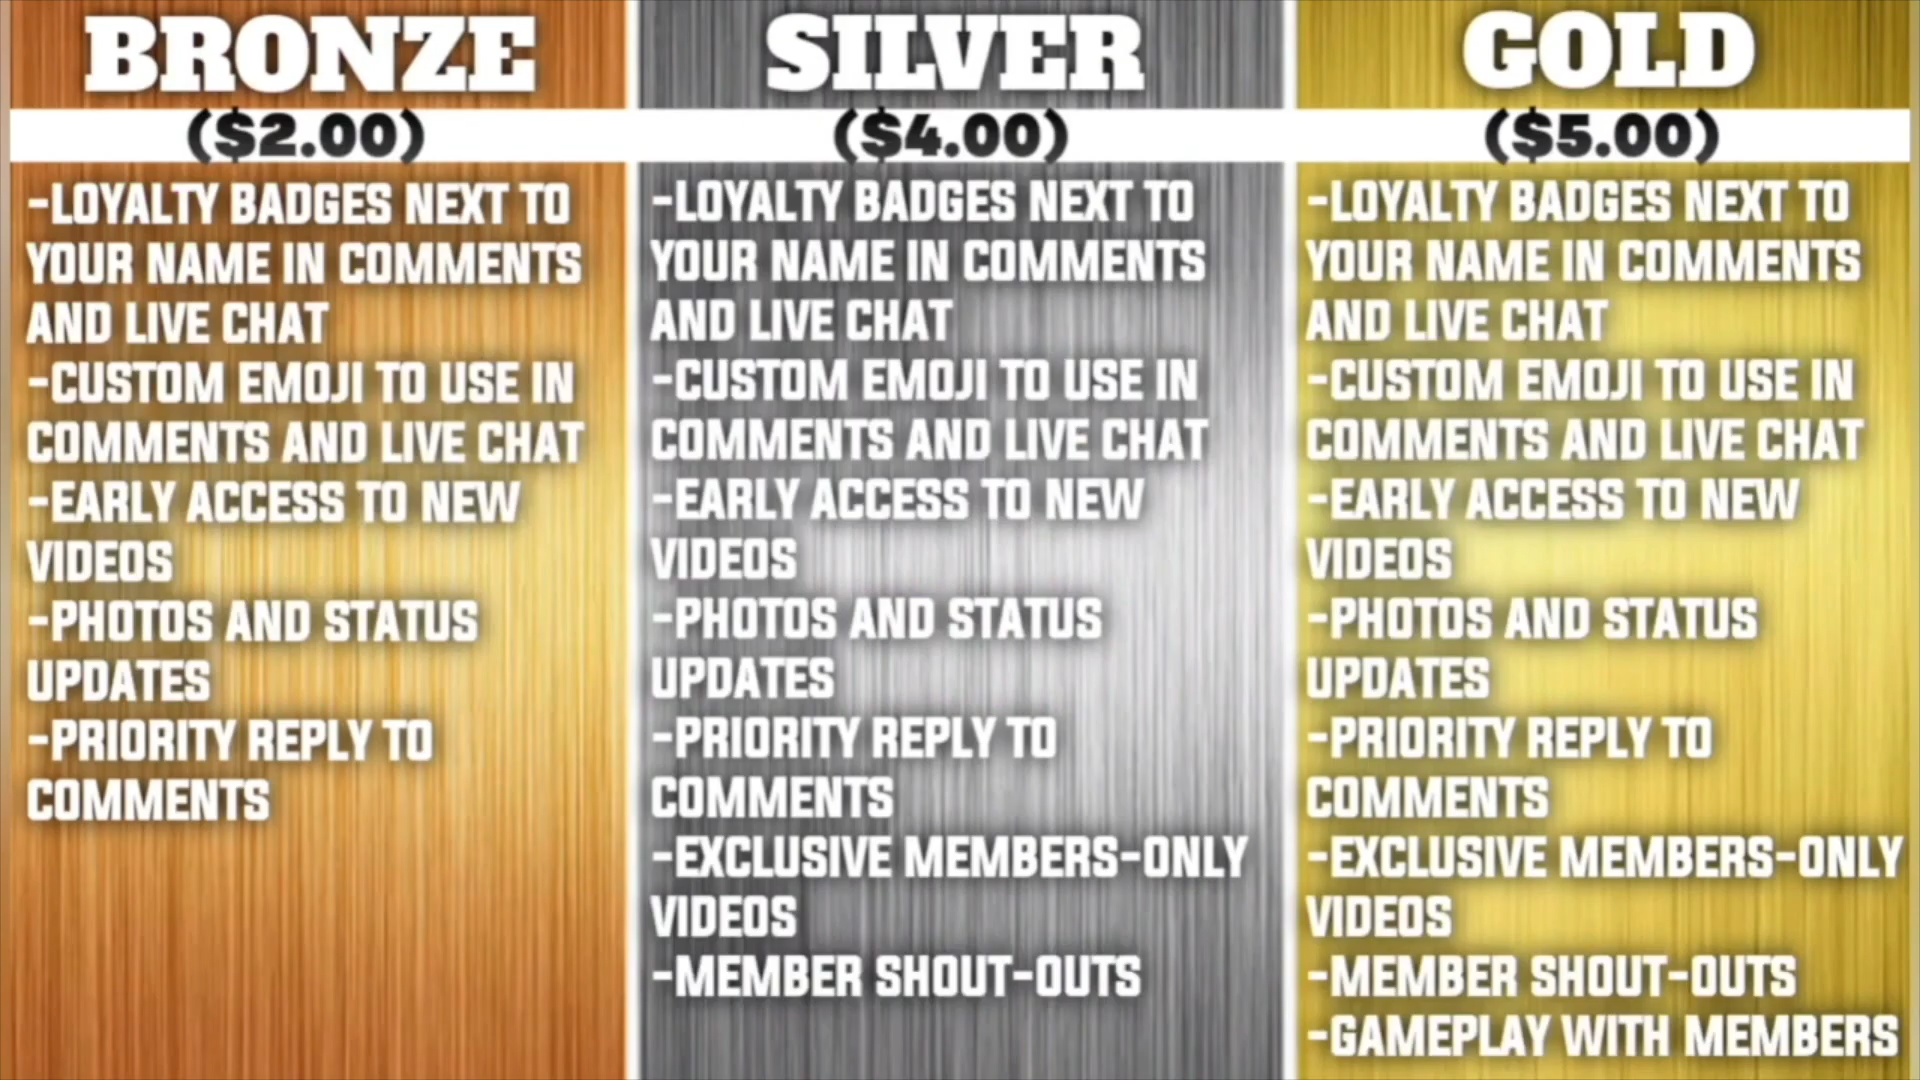 BRONZE
($2.00)
-LOYALTY BADGES NEXT TO
YOUR NAME IN COMMENTS
AND LIVE CHAT
-CUSTOM EMOJI TO USE IN
COMMENTS AND LIVE CHAT
-EARLY ACCESS TO NEW
VIDEOS
-PHOTOS AND STATUS
UPDATES
-PRIORITY REPLY TO
COMMENTS
SILVER
($4.00)
-LOYALTY BADGES NEXT TO
YOUR NAME IN COMMENTS
AND LIVE CHAT
-CUSTOM EMOJI TO USE IN
COMMENTS AND LIVE CHAT
-EARLY ACCESS TO NEW
VIDEOS
-PHOTOS AND STATUS
UPDATES
-PRIORITY REPLY TO
COMMENTS
-EXCLUSIVE MEMBERS-ONLY
VIDEOS
-MEMBER SHOUT-OUTS
GOLD
($5.00)
-LOYALTY BADGES NEXT TO
YOUR NAME IN COMMENTS
AND LIVE CHAT
-CUSTOM EMOJI TO USE IN
COMMENTS AND LIVE CHAT
-EARLY ACCESS TO NEW
VIDEOS
-PHOTOS AND STATUS
UPDATES
-PRIORITY REPLY TO
COMMENTS
-EXCLUSIVE MEMBERS-ONLY
VIDEOS
-MEMBER SHOUT-OUTS
-GAMEPLAY WITH MEMBERS